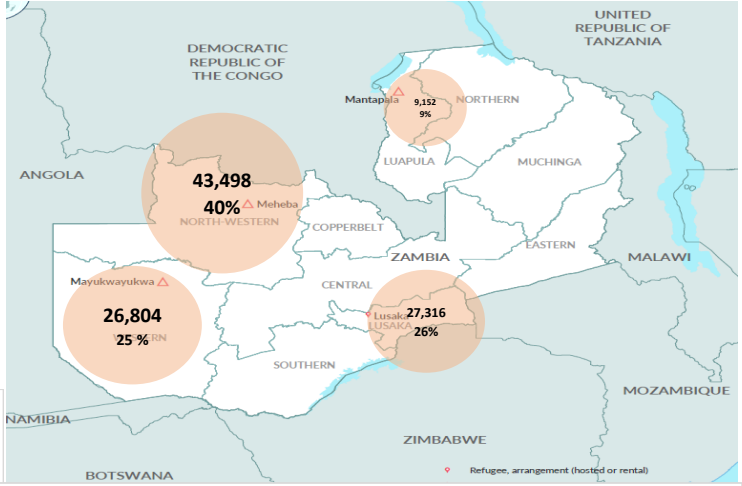 UNITED
REPUBLIC OF
TANZANIA
DEMOCRATIC
REPUBLIC OF
THE CONGO
Mantapala
9,152
9%
NORTHERN
LUAPULA
MUCHINGA
ANGOLA
43,498
40%
Meheba
NORTH-WESTERN
COPPERBELT
ZAMBIA
EASTERN
MALAWI
Mayukwayukwa
CENTRAL
26,804
25 %
WESTERN
Lusaka
LUSAKA
27,316
26%
SOUTHERN
MOZAMBIQUE
NAMIBIA
ZIMBABWE
BOTSWANA
Refugee, arrangement (hosted or rental)